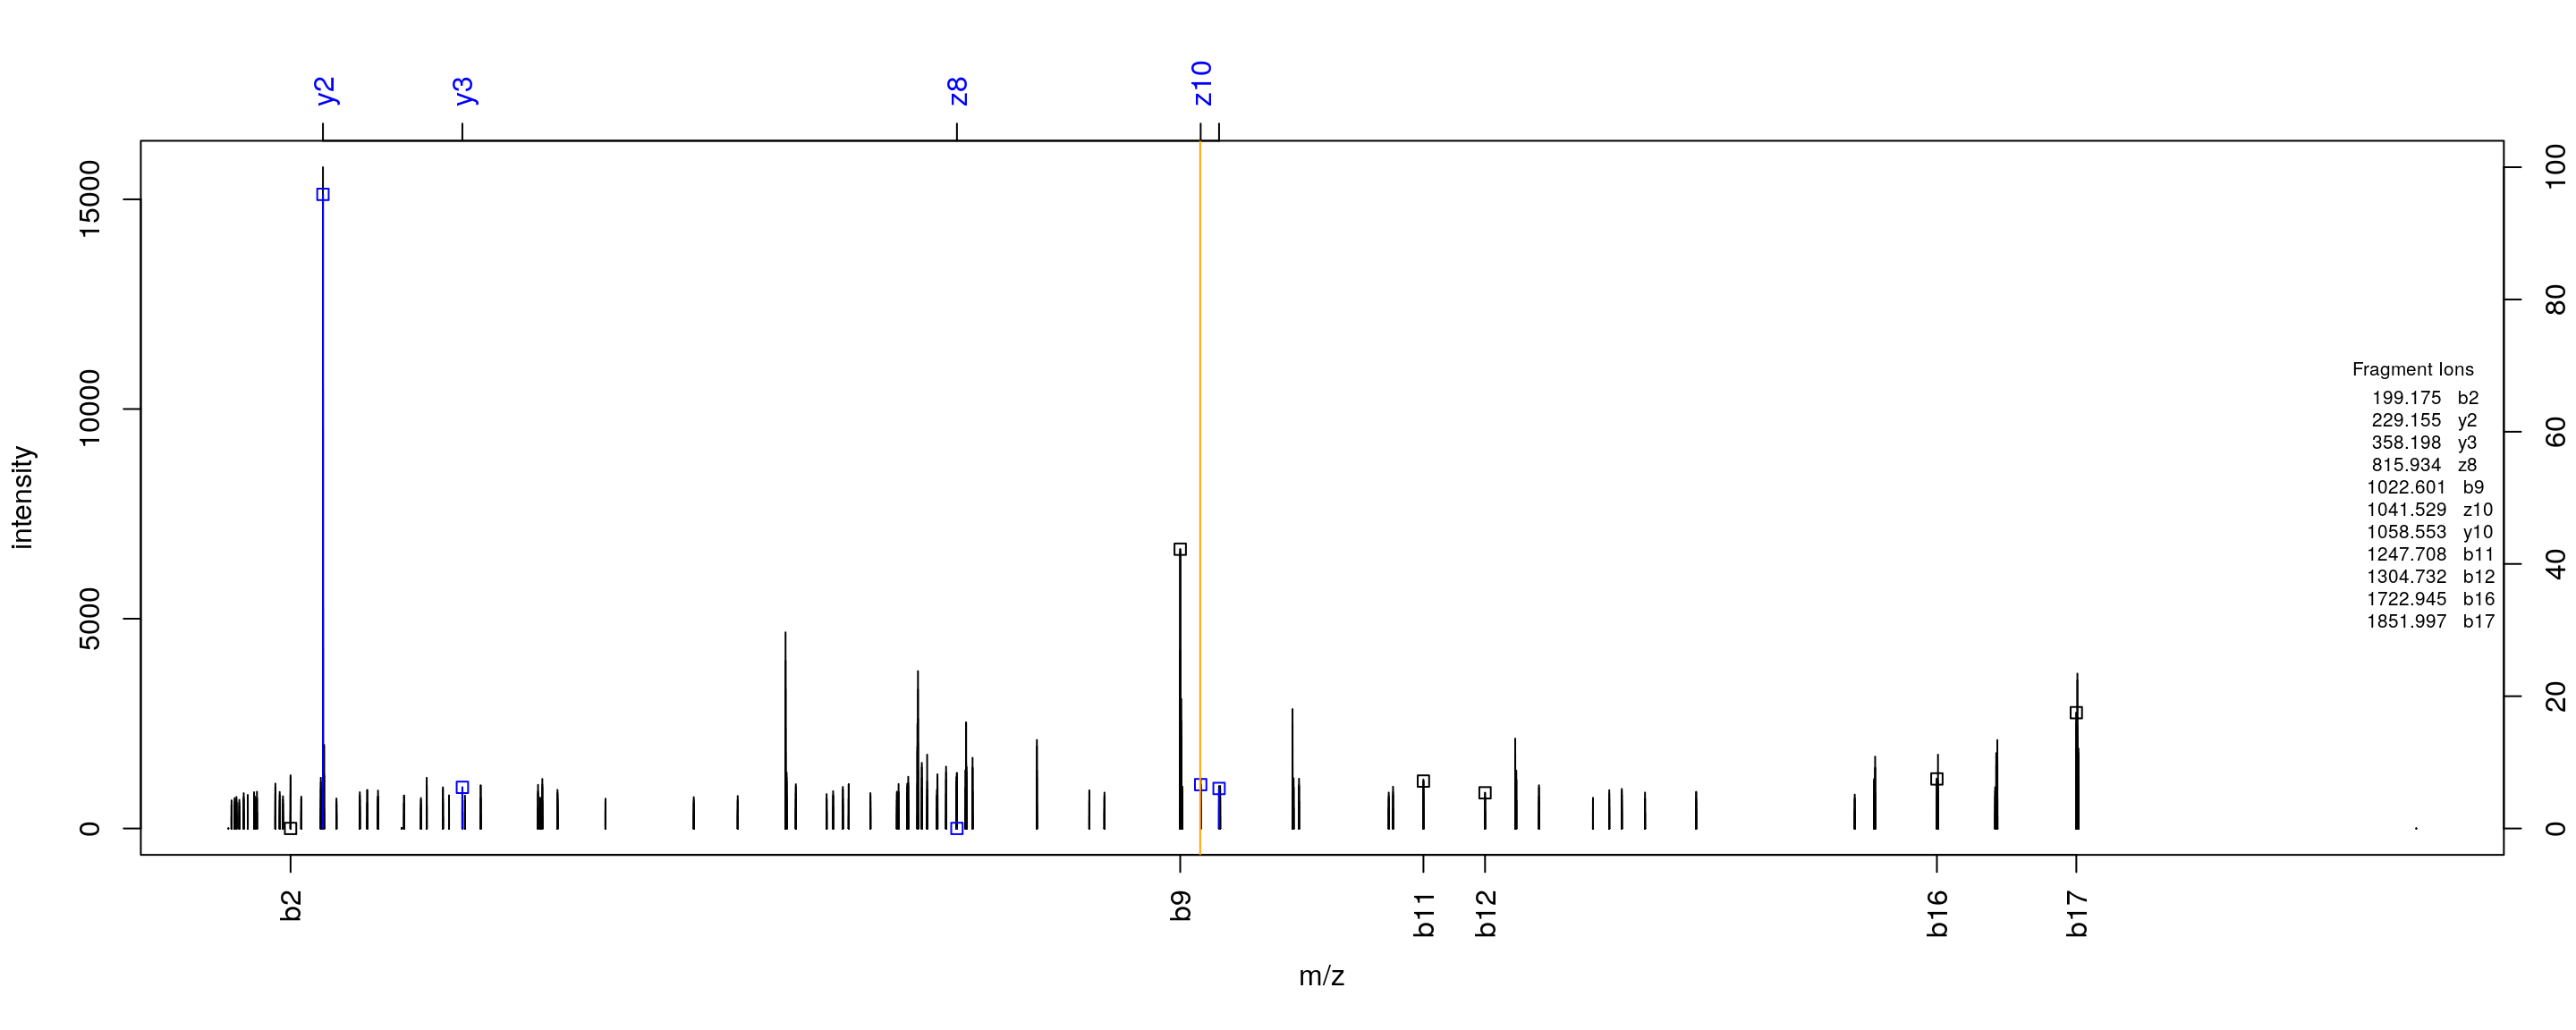 y2 y3 z8 z10
15000
10000
5000
0
intensity
100
80
60
40
20
0
Fragment Ions
199.175 b2
229.155 y2
358.198 y3
815.934 z8
1022.601 b9
1041.529 z10
1058.553 y10
1247.708 b11
1304.732 b12
1722.945 b16
1851.997 b17
b2 b9 b11 b12 b16 b17
m/z